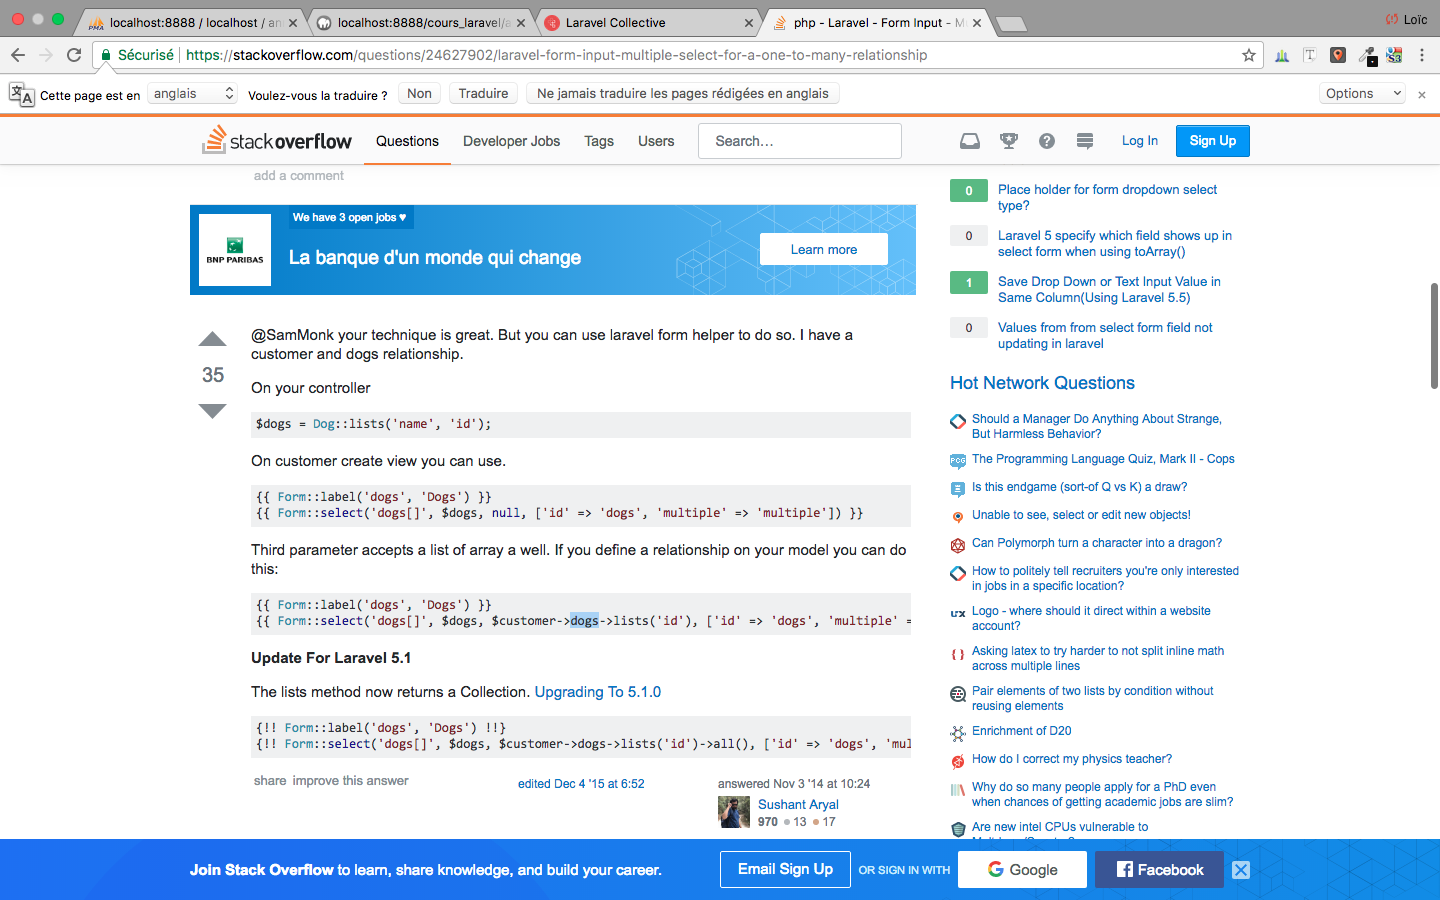 localhost:8888 / localhost / an
localhost:8888/cours_laravel/a
Laravel Collective
php - Laravel - Form Input - M
Loïc
Sécurisé
https://stackoverflow.com/questions/24627902/laravel-form-input-multiple-select-for-a-one-to-many-relationship
Cette page est en
anglais
Voulez-vous la traduire ?
Non
Traduire
Ne jamais traduire les pages rédigées en anglais
Options
stackoverflow
Questions
Developer Jobs
Tags
Users
Search...
Log In
Sign Up
add a comment
BNP PARIBAS
We have 3 open jobs ♥
La banque d'un monde qui change
Learn more
35
@SamMonk your technique is great. But you can use laravel form helper to do so. I have a
customer and dogs relationship.
On your controller
$dogs = Dog::lists('name', 'id');
On customer create view you can use.
{{ Form::label('dogs', 'Dogs') }}
{{ Form::select('dogs[]', $dogs, null, ['id' => 'dogs', 'multiple' => 'multiple']) }}
Third parameter accepts a list of array a well. If you define a relationship on your model you can do
this:
{{ Form::label('dogs', 'Dogs') }}
{{ Form::select('dogs[]', $dogs, $customer->dogs->lists('id'), ['id' => 'dogs', 'multiple' =
Update For Laravel 5.1
The lists method now returns a Collection. Upgrading To 5.1.0
{!! Form::label('dogs', 'Dogs') !!}
{!! Form::select('dogs[]', $dogs, $customer->dogs->lists('id')->all(), ['id' => 'dogs', 'mul
share improve this answer
edited Dec 4 '15 at 6:52
answered Nov 3 '14 at 10:24
Sushant Aryal
970 ● 13 ● 17
0
Place holder for form dropdown select
type?
0
Laravel 5 specify which field shows up in
select form when using toArray()
1
Save Drop Down or Text Input Value in
Same Column(Using Laravel 5.5)
0
Values from from select form field not
updating in laravel
Hot Network Questions
Should a Manager Do Anything About Strange,
But Harmless Behavior?
The Programming Language Quiz, Mark II - Cops
Is this endgame (sort-of Q vs K) a draw?
Unable to see, select or edit new objects!
Can Polymorph turn a character into a dragon?
How to politely tell recruiters you're only interested
in jobs in a specific location?
Logo - where should it direct within a website
account?
Asking latex to try harder to not split inline math
across multiple lines
Pair elements of two lists by condition without
reusing elements
Enrichment of D20
How do I correct my physics teacher?
Why do so many people apply for a PhD even
when chances of getting academic jobs are slim?
Are new intel CPUs vulnerable to
Join Stack Overflow to learn, share knowledge, and build your career.
Email Sign Up
OR SIGN IN WITH
Google
Facebook